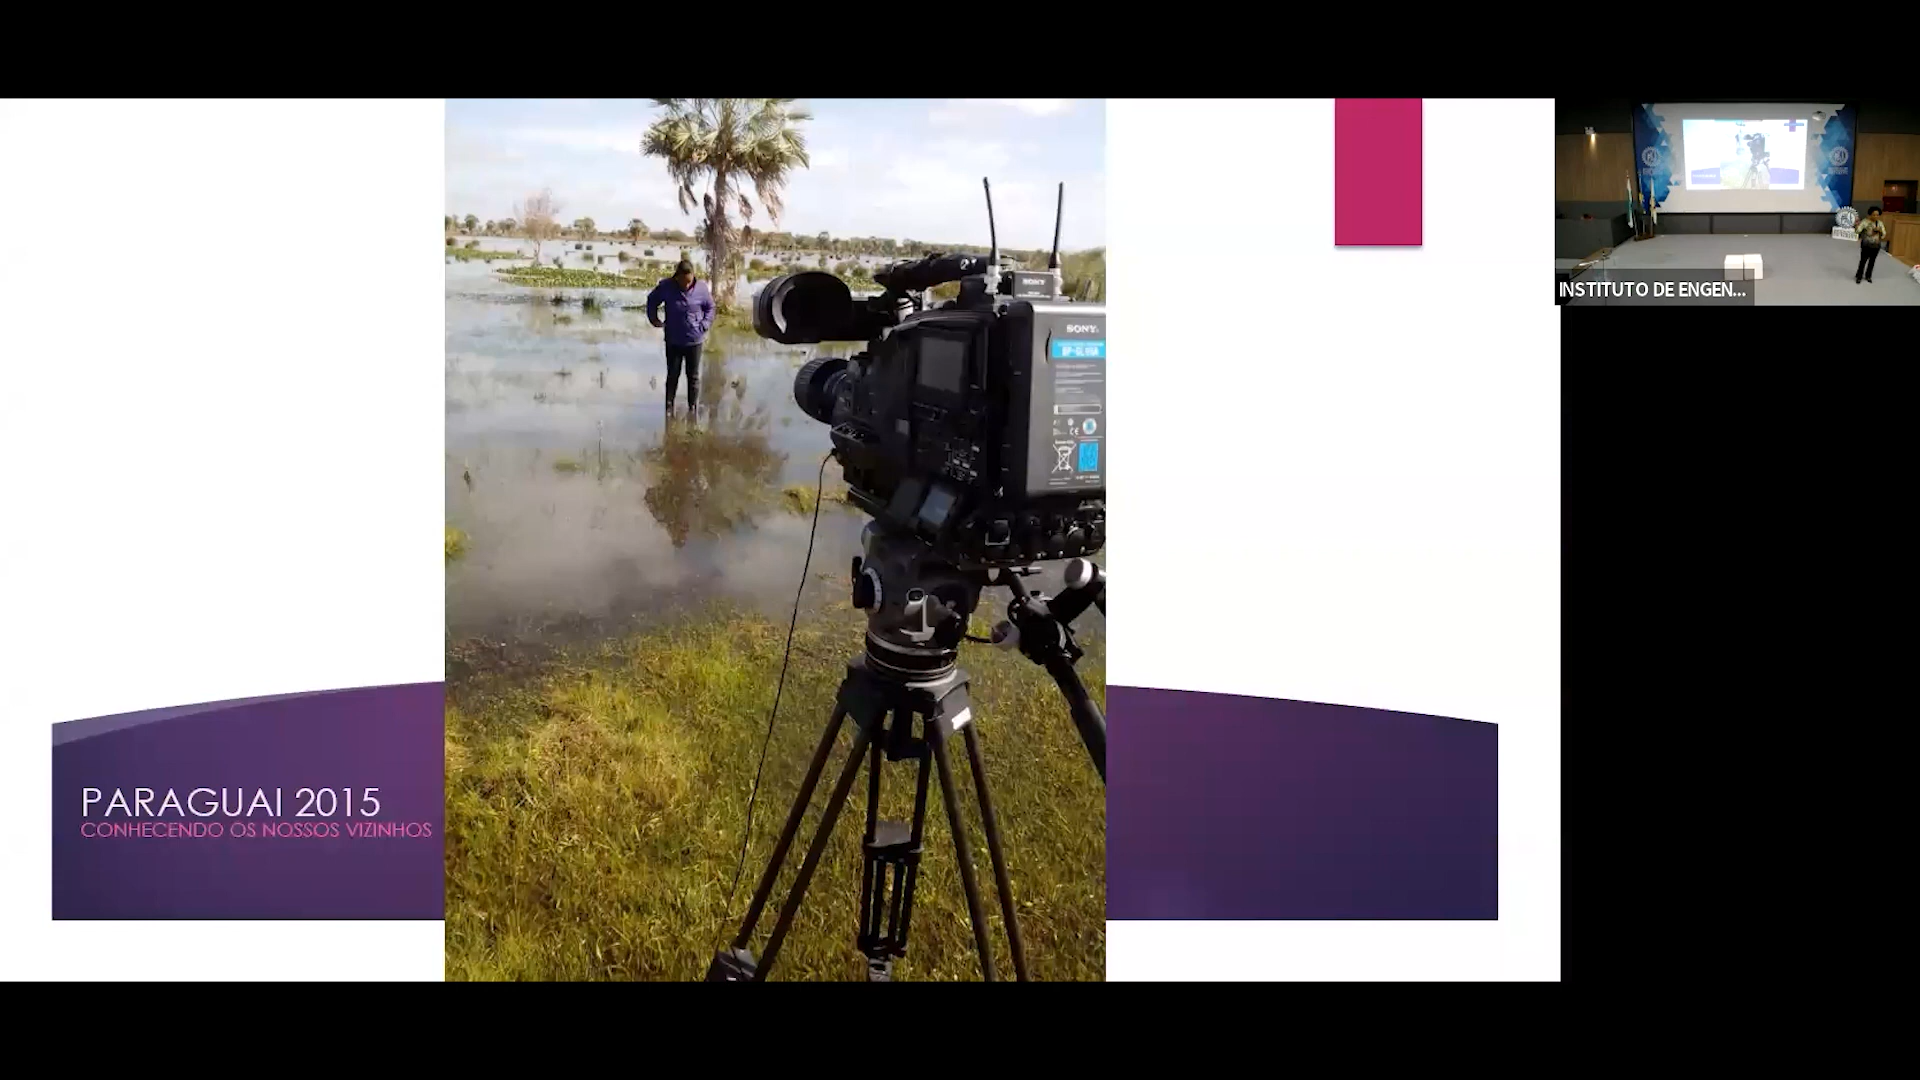 PARAGUAI 2015
CONHECENDO OS NOSSOS VIZINHOS
SONY
SONY
INSTITUTO DE ENGEN...